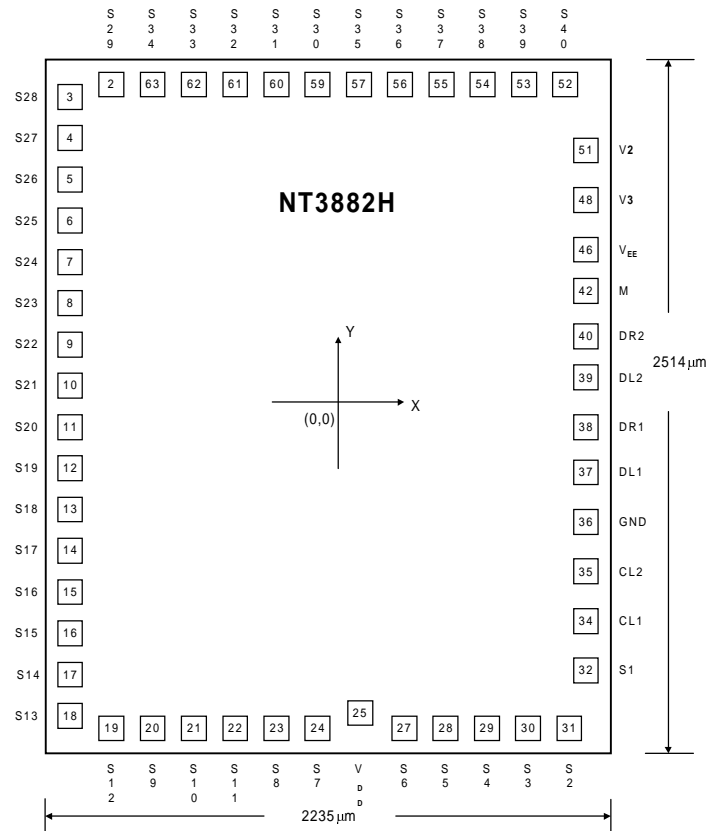 S29 S34 S33 S32 S31 S30 S35 S36 S37 S38 S39 S40
2 63 62 61 60 59 57 56 55 54 53 52
S28 3
S27 4
51 V2
S26 5
NT3882H
48 V3
S25 6
46 VEE
S24 7
42 M
S23 8
Y
40 DR2
S22 9
2514 μm
39 DL2
S21 10
X
(0,0)
S20 11
38 DR1
S19 12
37 DL1
S18 13
36 GND
S17 14
35 CL2
S16 15
34 CL1
S15 16
32 S1
S14 17
S13 18
25
19 20 21 22 23 24 27 28 29 30 31
S12 S9 S10 S11 S8 S7 VDD S6 S5 S4 S3 S2
2235 μm